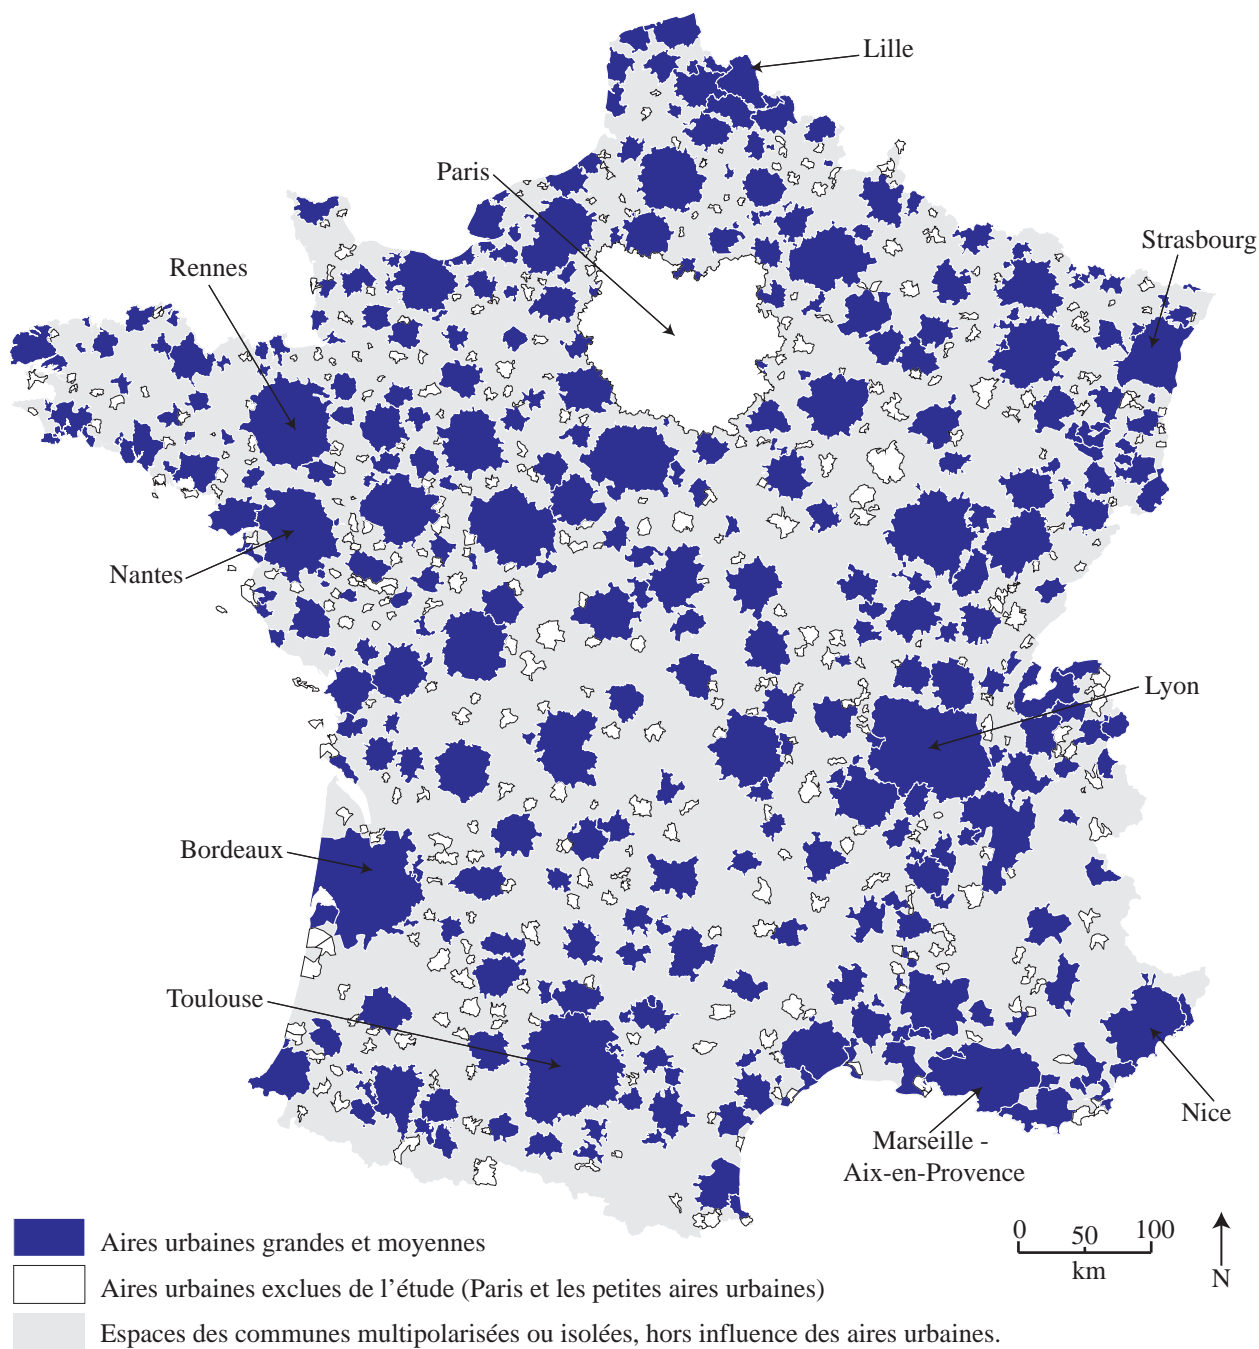 Lille
Paris
Strasbourg
Rennes
Nantes
Lyon
Bordeaux
Toulouse
Nice
Marseille -
Aix-en-Provence
Aires urbaines grandes et moyennes
0 50 100
km
N
Aires urbaines exclues de l’étude (Paris et les petites aires urbaines)
Espaces des communes multipolarisées ou isolées, hors influence des aires urbaines.